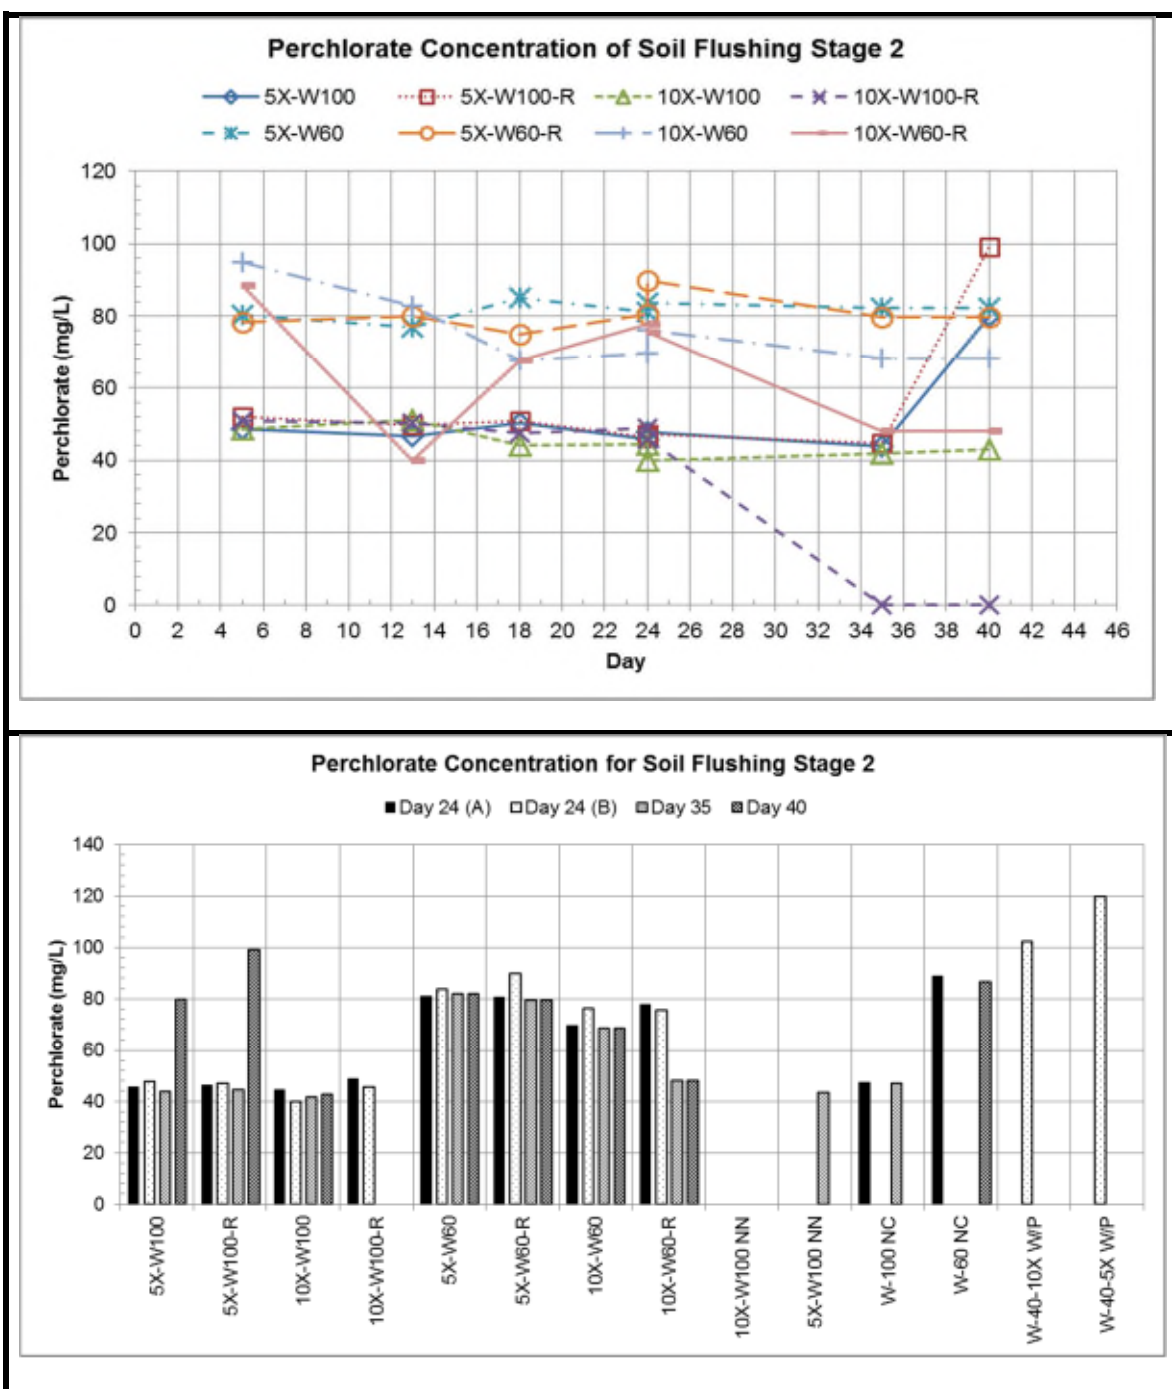 Perchlorate Concentration of Soil Flushing Stage 2
5X-W100 5X-W100-R 10X-W100 10X-W100-R
5X-W60 5X-W60-R 10X-W60 10X-W60-R
Perchlorate (mg/L)
120
100
80
60
40
20
0
0 2 4 6 8 10 12 14 16 18 20 22 24 26 28 30 32 34 36 38 40 42 44 46
Day
Perchlorate Concentration for Soil Flushing Stage 2
Day 24 (A) Day 24 (B) Day 35 Day 40
Perchlorate (mg/L)
140
120
100
80
60
40
20
0
5X-W100
5X-W100-R
10X-W100
10X-W100-R
5X-W60
5X-W60-R
10X-W60
10X-W60-R
10X-W100 NN
5X-W100 NN
W-100 NC
W-60 NC
W-40-10X W/P
W-40-5X W/P